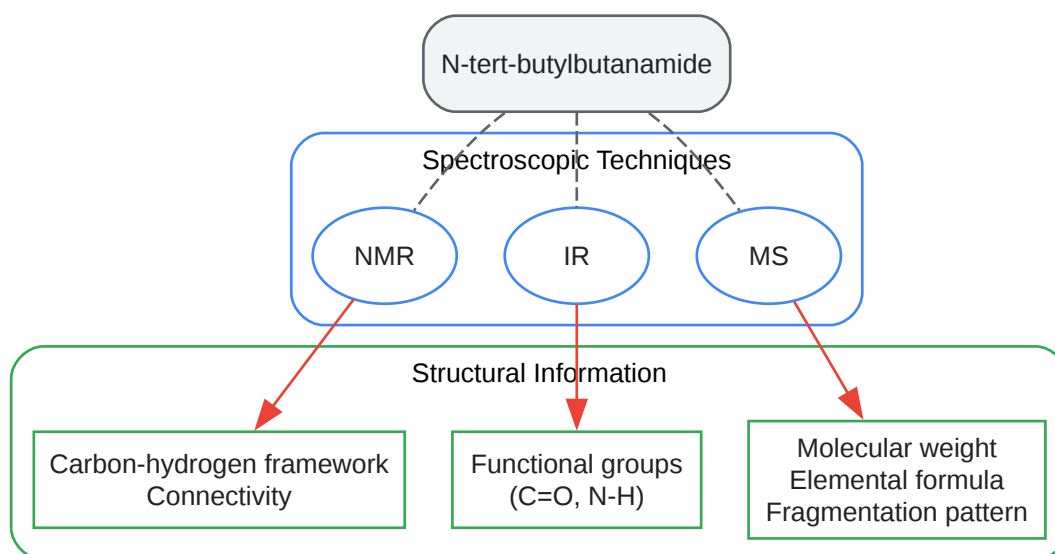 N-tert-butylbutanamide
Spectroscopic Techniques
NMR
IR
MS
Structural Information
Carbon-hydrogen framework
Connectivity
Functional groups
(C=O, N-H)
Molecular weight
Elemental formula
Fragmentation pattern